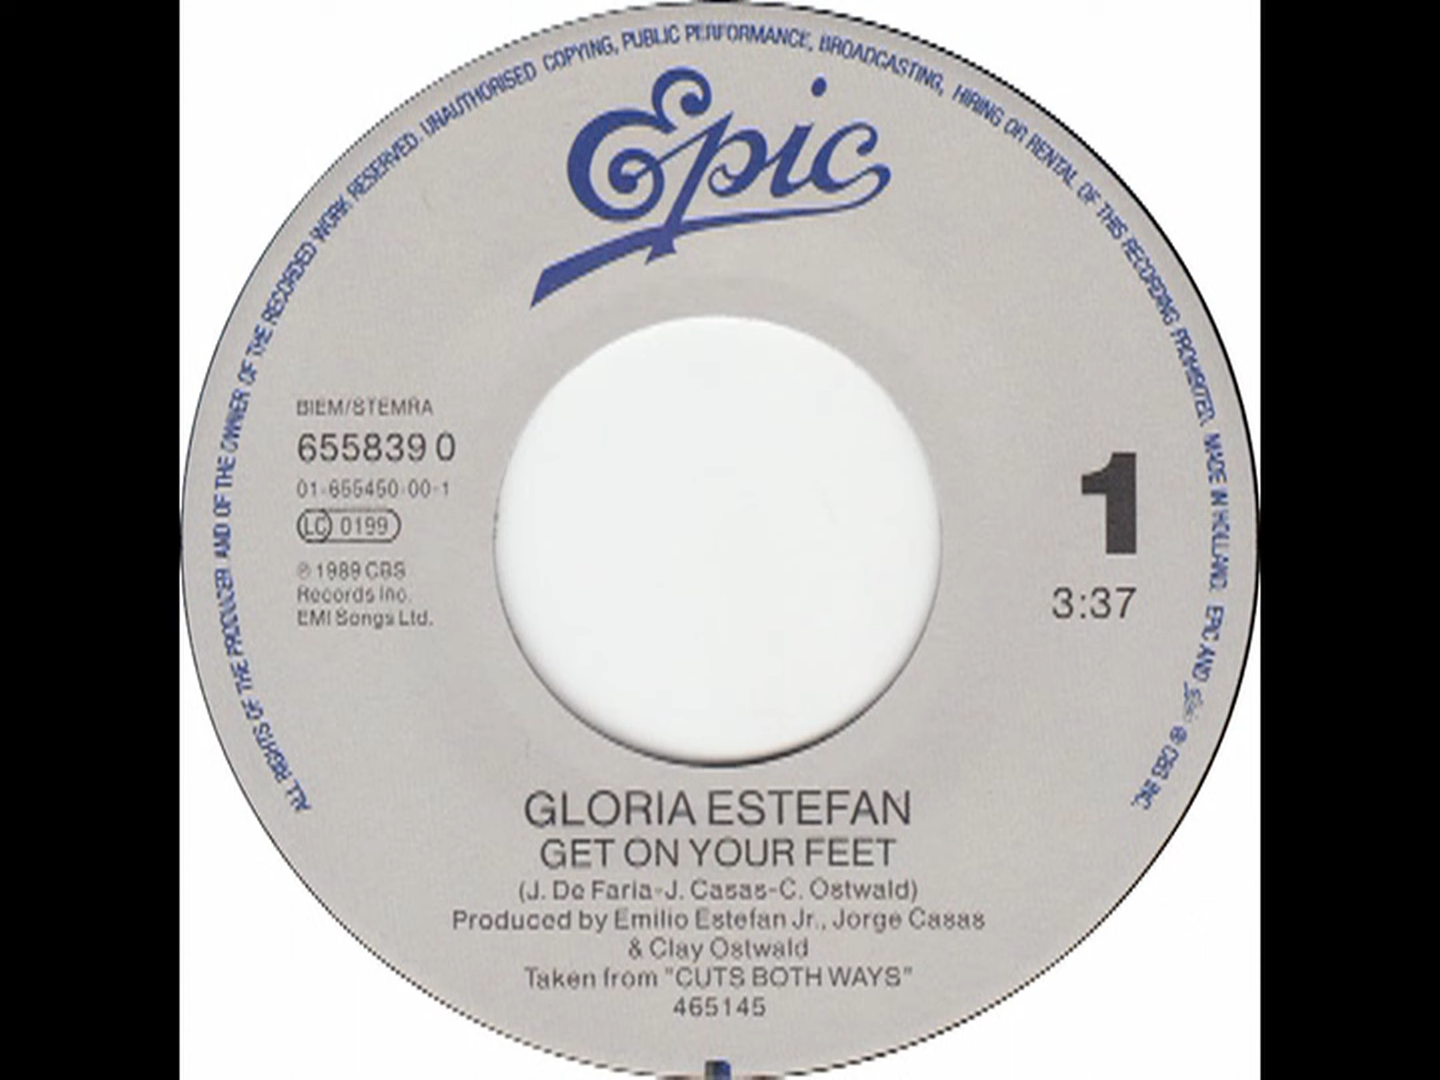 ALL RIGHTS OF THE PRODUCER AND OF THE OWNER OF THE RECORDED WORK RESERVED. UNAUTHORISED COPYING, PUBLIC PERFORMANCE, BROADCASTING, HIRING OR RENTAL OF THIS RECORDING PROHIBITED. MADE IN HOLLAND. EPIC AND ℗ CBS INC.
Epic
BIEM/STEMRA
655839 0
01-655450-00-1
LC 0199
℗ 1989 CBS
Records Inc.
EMI Songs Ltd.
1
3:37
GLORIA ESTEFAN
GET ON YOUR FEET
(J. De Faria-J. Casas-C. Ostwald)
Produced by Emilio Estefan Jr., Jorge Casas
& Clay Ostwald
Taken from "CUTS BOTH WAYS"
465145